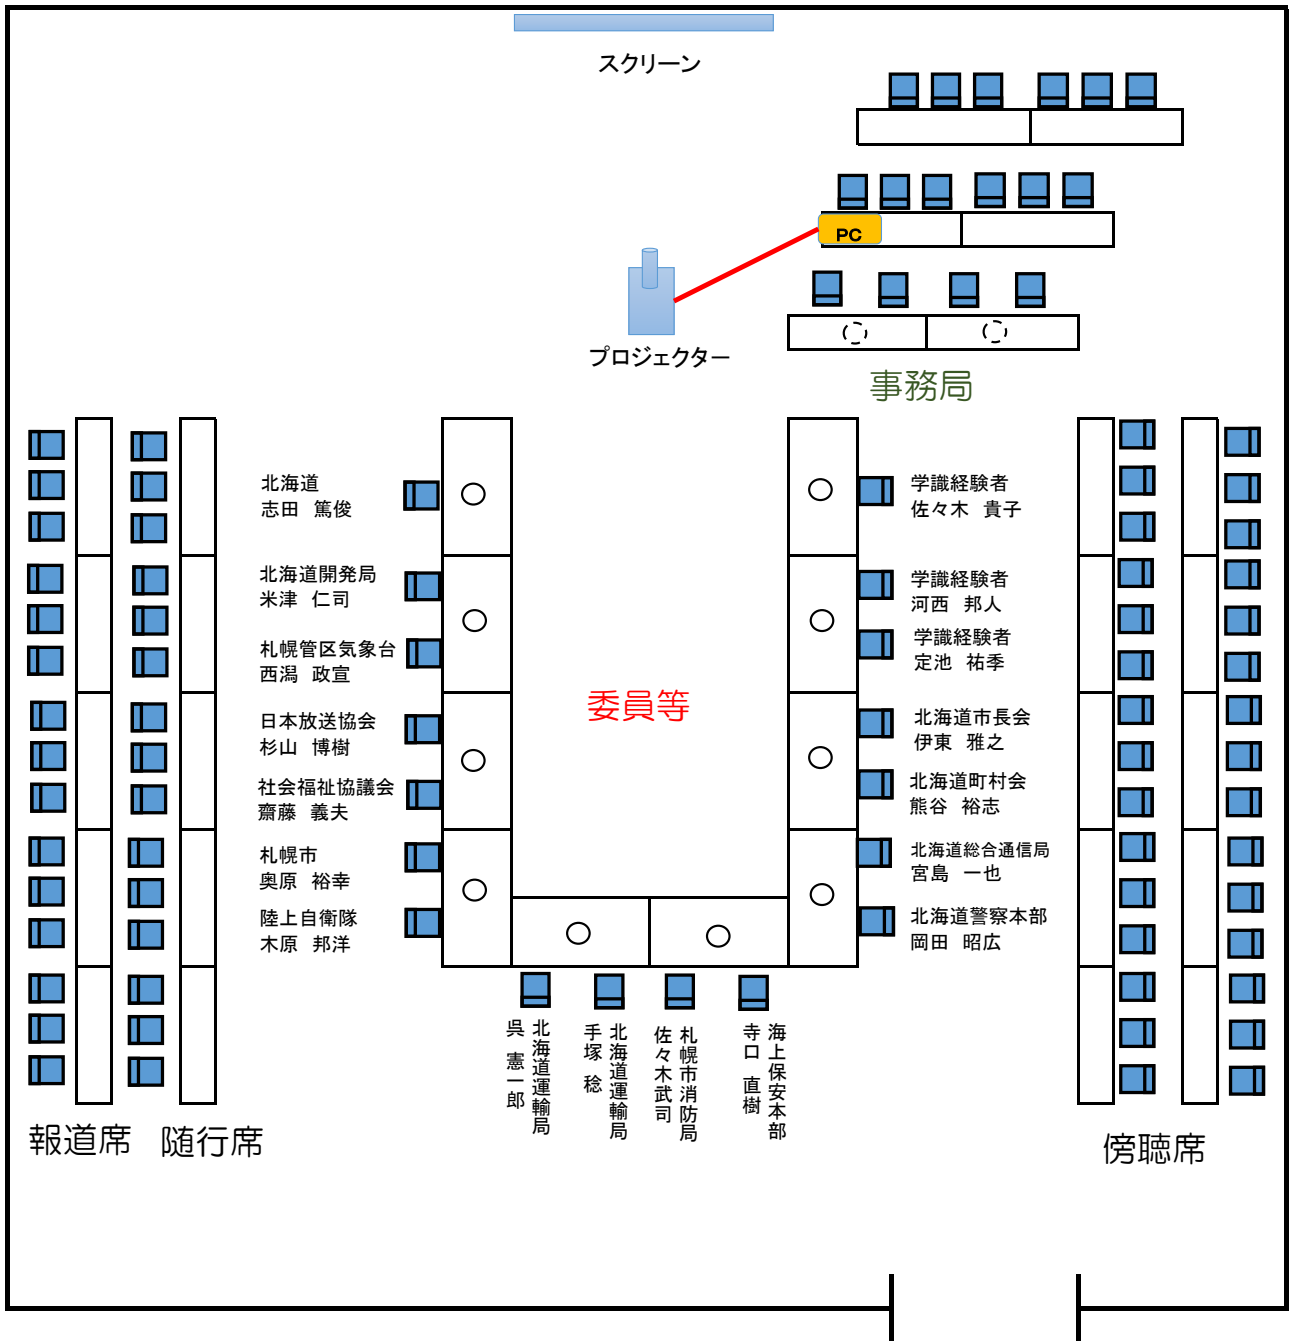 スクリーン
PC
プロジェクター
事務局
北海道
志田　篤俊
北海道開発局
米津　仁司
札幌管区気象台
西潟　政宣
日本放送協会
杉山　博樹
社会福祉協議会
齋藤　義夫
札幌市
奥原　裕幸
陸上自衛隊
木原　邦洋
委員等
学識経験者
佐々木　貴子
学識経験者
河西　邦人
学識経験者
定池　祐季
北海道市長会
伊東　雅之
北海道町村会
熊谷　裕志
北海道総合通信局
宮島　一也
北海道警察本部
岡田　昭広
北海道運輸局
呉　憲一郎
北海道運輸局
手塚　稔
札幌市消防局
佐々木武司
海上保安本部
寺口　直樹
報道席
随行席
傍聴席